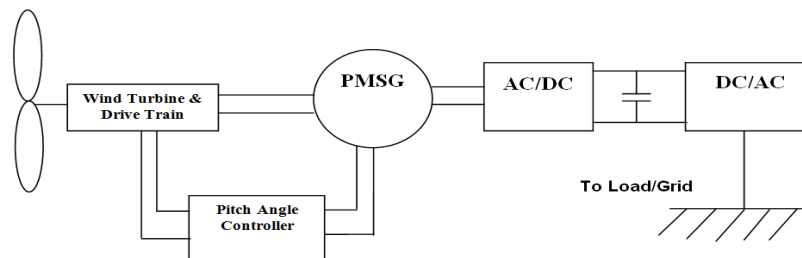 Wind Turbine &
Drive Train
PMSG
AC/DC
DC/AC
Pitch Angle
Controller
To Load/Grid